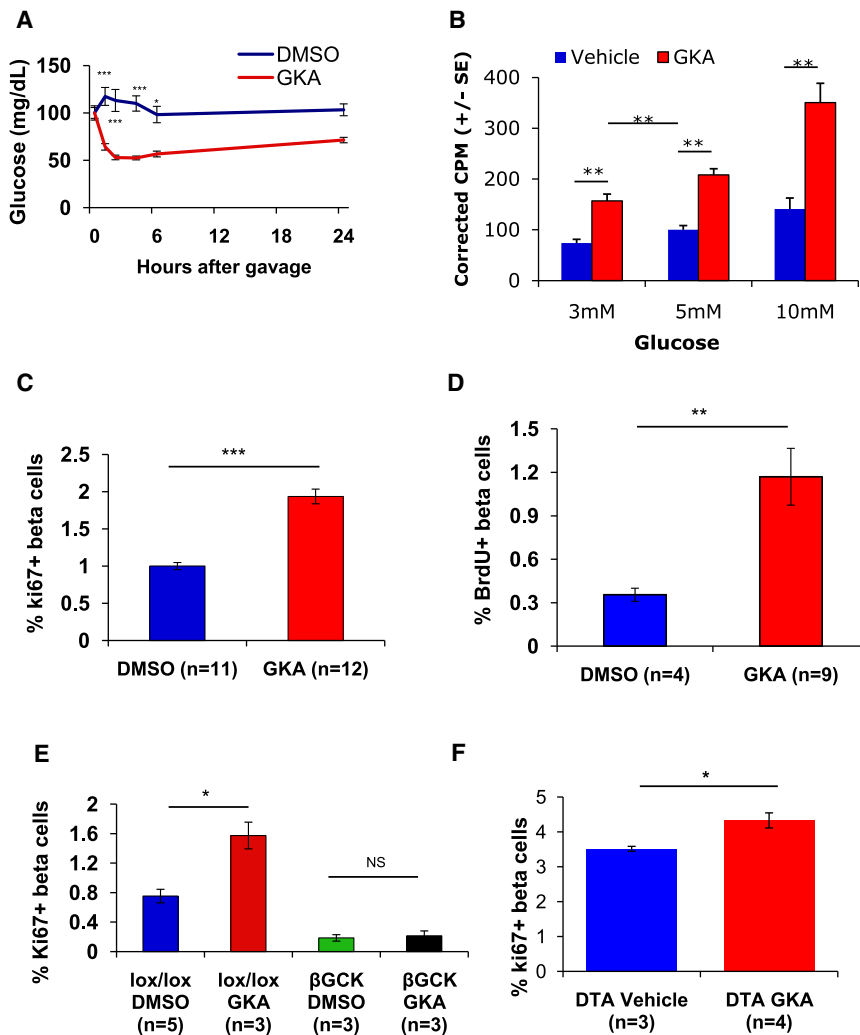 A
DMSO
GKA
Glucose (mg/dL)
150
100
50
0
***
***
***
*
0 6 12 18 24
Hours after gavage
B
Vehicle GKA
Corrected CPM (+/- SE)
400
300
200
100
0
**
**
**
**
3mM 5mM 10mM
Glucose
C
% ki67+ beta cells
2.5
2
1.5
1
0.5
0
***
DMSO (n=11) GKA (n=12)
D
% BrdU+ beta cells
1.5
1.2
0.9
0.6
0.3
0
**
DMSO (n=4) GKA (n=9)
E
% Ki67+ beta cells
2
1.6
1.2
0.8
0.4
0
*
NS
lox/lox lox/lox βGCK βGCK
DMSO GKA DMSO GKA
(n=5) (n=3) (n=3) (n=3)
F
% ki67+ beta cells
5
4
3
2
1
0
*
DTA Vehicle DTA GKA
(n=3) (n=4)